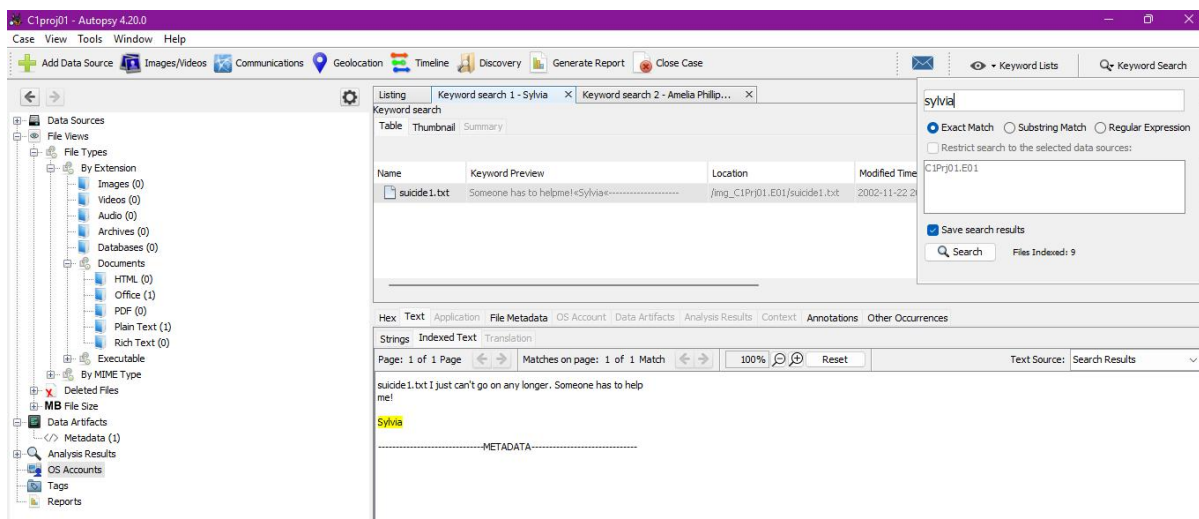 C1proj01 - Autopsy 4.20.0
Case View Tools Window Help
Add Data Source Images/Videos Communications Geolocation Timeline Discovery Generate Report Close Case Keyword Lists Keyword Search
Listing Keyword search 1 - Sylvia X Keyword search 2 - Amelia Phillip... X
Keyword search
Table Thumbnail Summary
Name Keyword Preview Location Modified Time
suicide1.txt Someone has to helpme!«Sylvia«-------------------- /img_C1Prj01.E01/suicide1.txt 2002-11-22 2
sylvia
Exact Match Substring Match Regular Expression
Restrict search to the selected data sources:
C1Prj01.E01
Save search results
Search Files Indexed: 9
Data Sources
File Views
File Types
By Extension
Images (0)
Videos (0)
Audio (0)
Archives (0)
Databases (0)
Documents
HTML (0)
Office (1)
PDF (0)
Plain Text (1)
Rich Text (0)
Executable
By MIME Type
Deleted Files
MB File Size
Data Artifacts
Metadata (1)
Analysis Results
OS Accounts
Tags
Reports
Hex Text Application File Metadata OS Account Data Artifacts Analysis Results Context Annotations Other Occurrences
Strings Indexed Text Translation
Page: 1 of 1 Page Matches on page: 1 of 1 Match 100% Reset Text Source: Search Results
suicide1.txt I just can't go on any longer. Someone has to help
me!
Sylvia
------------------------------METADATA------------------------------